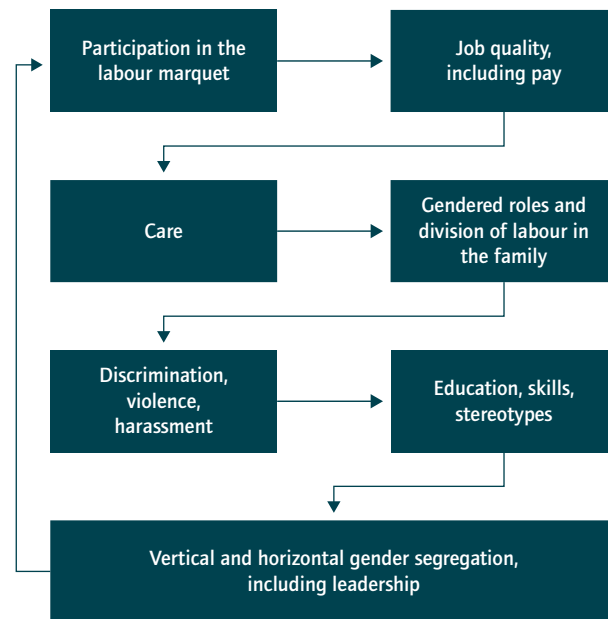 Participation in the
labour marquet
Job quality,
including pay
Care
Gendered roles and
division of labour in
the family
Discrimination,
violence,
harassment
Education, skills,
stereotypes
Vertical and horizontal gender segregation,
including leadership